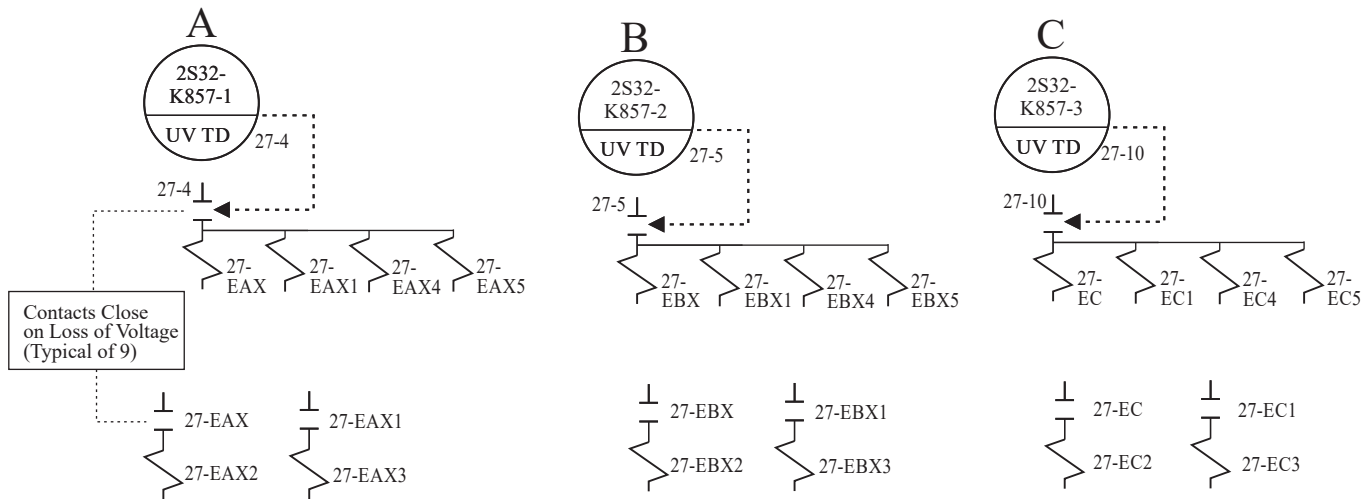 A
2S32-
K857-1
UV TD
27-4
27-4
27-
EAX
27-
EAX1
27-
EAX4
27-
EAX5
Contacts Close
on Loss of Voltage
(Typical of 9)
27-EAX
27-EAX1
27-EAX2
27-EAX3
B
2S32-
K857-2
UV TD
27-5
27-5
27-
EBX
27-
EBX1
27-
EBX4
27-
EBX5
27-EBX
27-EBX1
27-EBX2
27-EBX3
C
2S32-
K857-3
UV TD
27-10
27-10
27-
EC
27-
EC1
27-
EC4
27-
EC5
27-EC
27-EC1
27-EC2
27-EC3